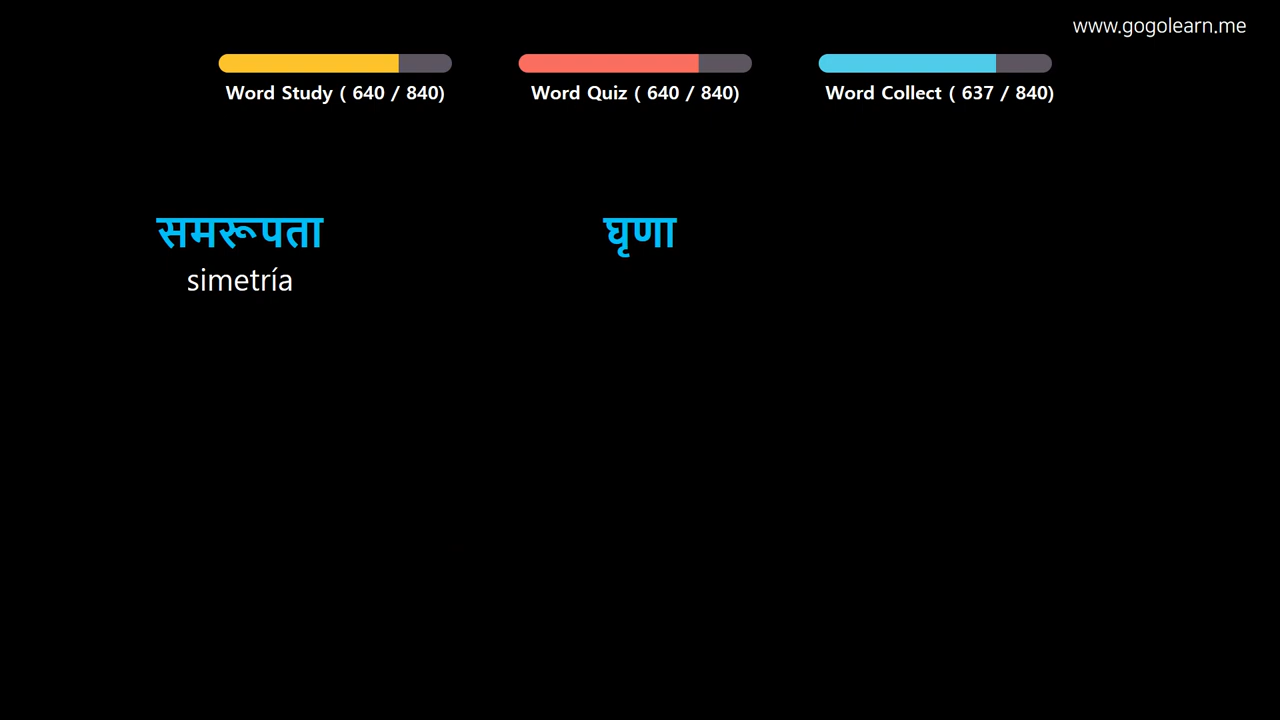 www.gogolearn.me
Word Study ( 640 / 840)
Word Quiz ( 640 / 840)
Word Collect ( 637 / 840)
समरूपता
simetría
घृणा